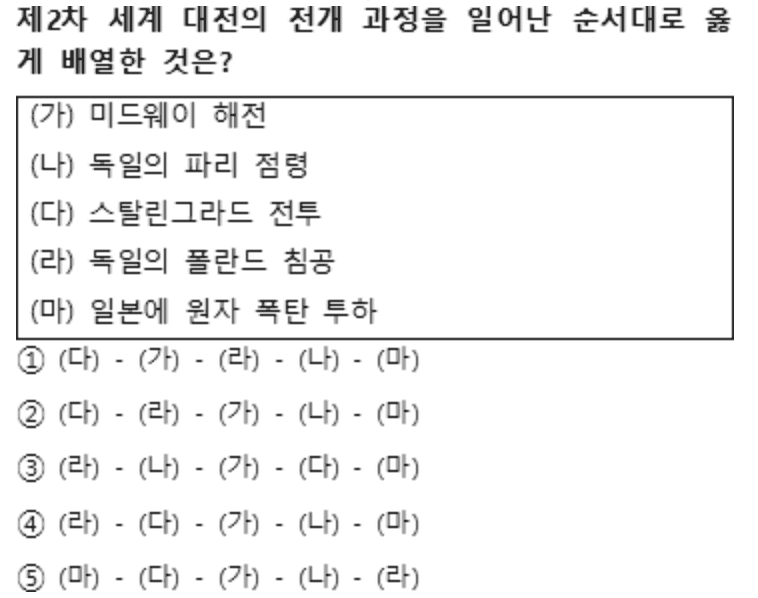 제2차 세계 대전의 전개 과정을 일어난 순서대로 옳
게 배열한 것은?
(가) 미드웨이 해전
(나) 독일의 파리 점령
(다) 스탈린그라드 전투
(라) 독일의 폴란드 침공
(마) 일본에 원자 폭탄 투하
① (다) - (가) - (라) - (나) - (마)
② (다) - (라) - (가) - (나) - (마)
③ (라) - (나) - (가) - (다) - (마)
④ (라) - (다) - (가) - (나) - (마)
⑤ (마) - (다) - (가) - (나) - (라)